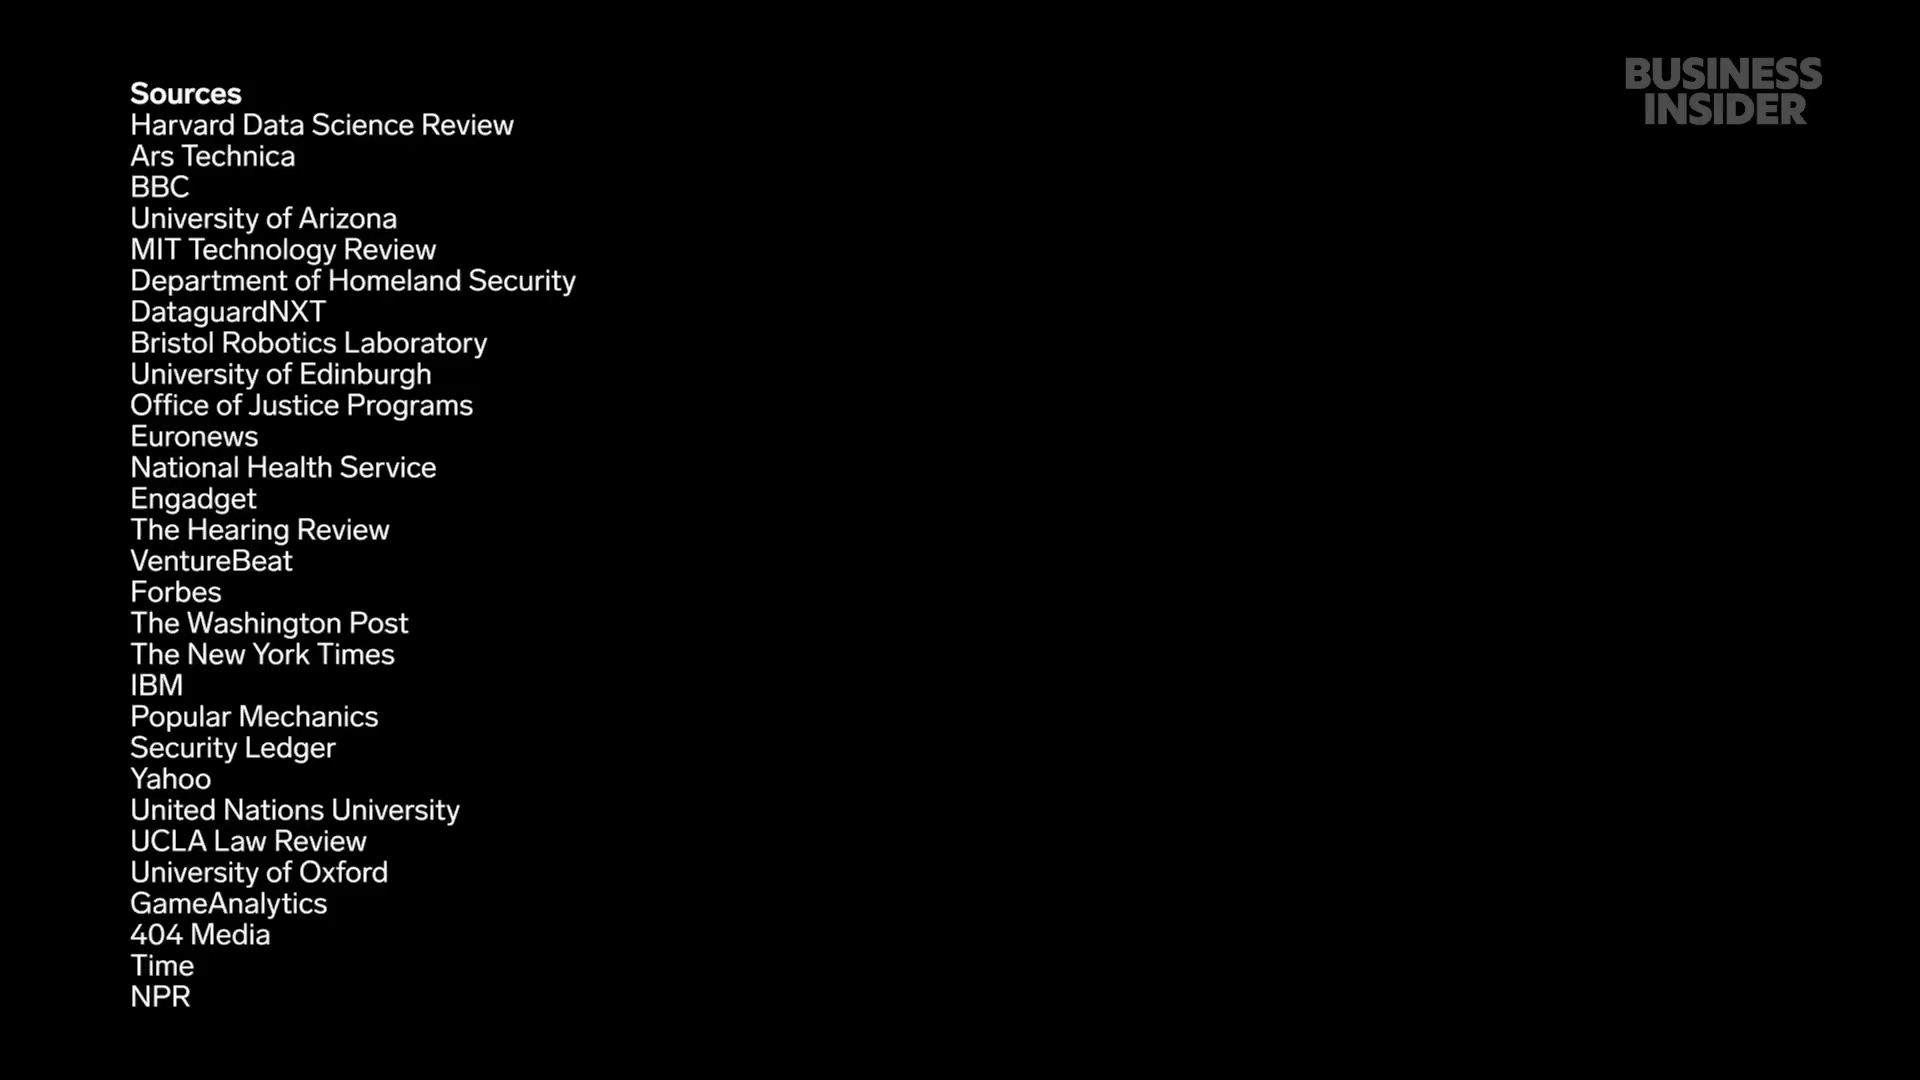 Sources
Harvard Data Science Review
Ars Technica
BBC
University of Arizona
MIT Technology Review
Department of Homeland Security
DataguardNXT
Bristol Robotics Laboratory
University of Edinburgh
Office of Justice Programs
Euronews
National Health Service
Engadget
The Hearing Review
VentureBeat
Forbes
The Washington Post
The New York Times
IBM
Popular Mechanics
Security Ledger
Yahoo
United Nations University
UCLA Law Review
University of Oxford
GameAnalytics
404 Media
Time
NPR
BUSINESS
INSIDER